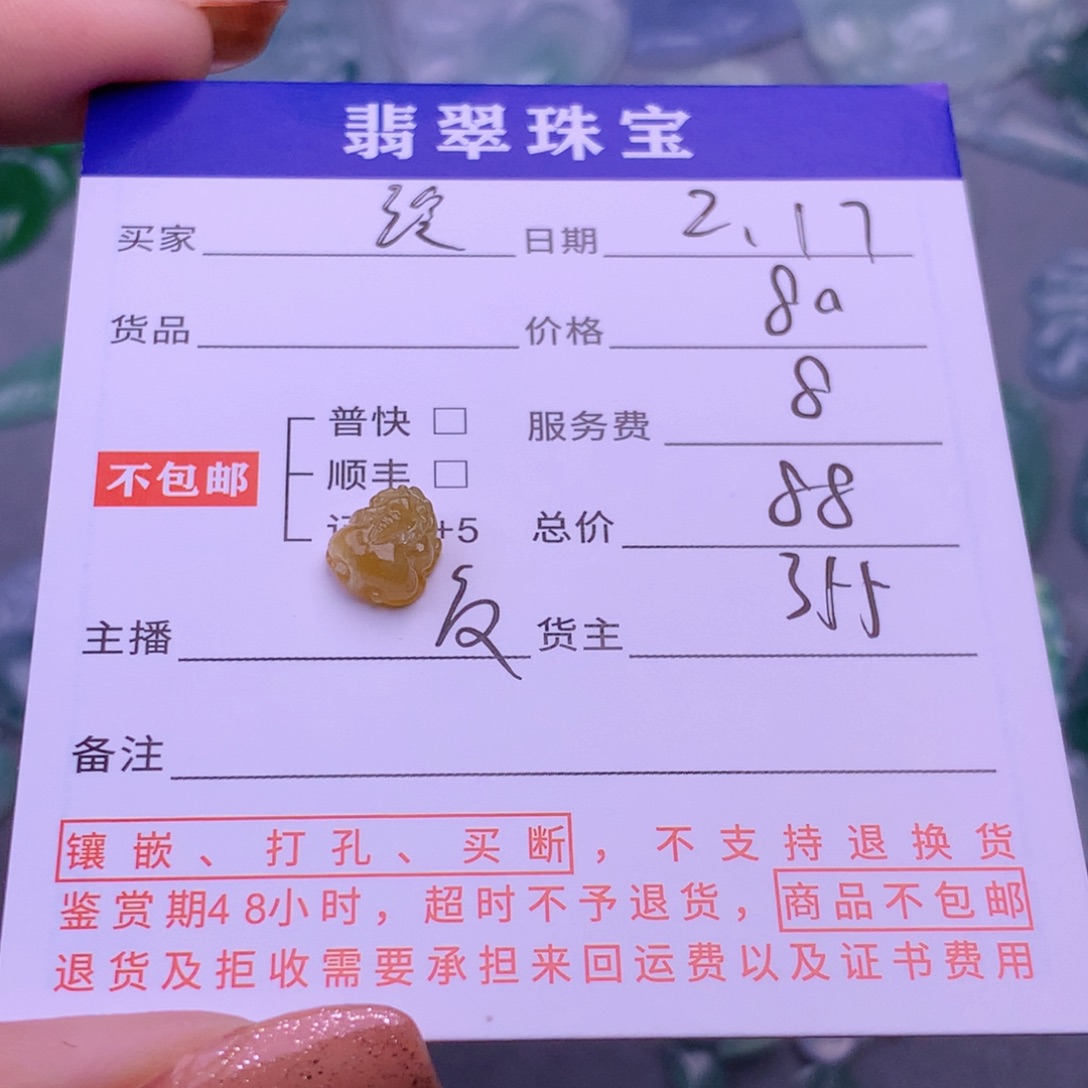 翡翠珠宝
买家 日期 2、17
货品 价格 80
普快 □ 服务费 8
不包邮 顺丰 □
+5 总价 88
主播 货主
备注
镶嵌、打孔、买断，不支持退换货
鉴赏期48小时，超时不予退货，商品不包邮
退货及拒收需要承担来回运费以及证书费用